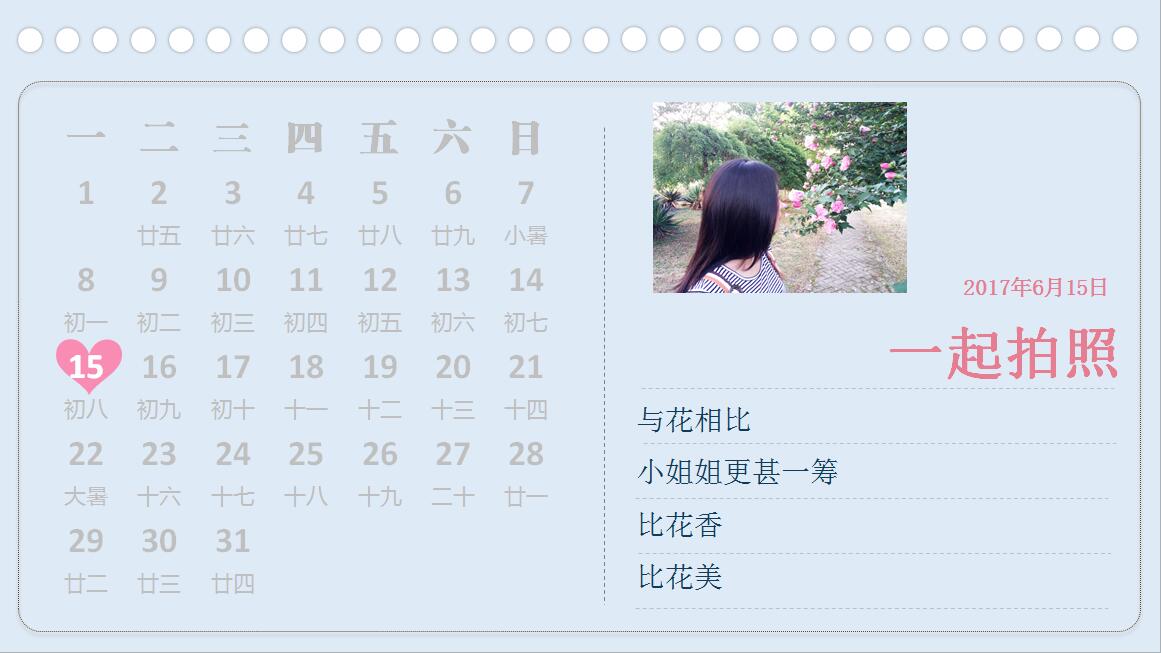 一 二 三 四 五 六 日
1 2 3 4 5 6 7
廿五 廿六 廿七 廿八 廿九 小暑
8 9 10 11 12 13 14
初一 初二 初三 初四 初五 初六 初七
15 16 17 18 19 20 21
初八 初九 初十 十一 十二 十三 十四
22 23 24 25 26 27 28
大暑 十六 十七 十八 十九 二十 廿一
29 30 31
廿二 廿三 廿四
2017年6月15日
一起拍照
与花相比
小姐姐更甚一筹
比花香
比花美